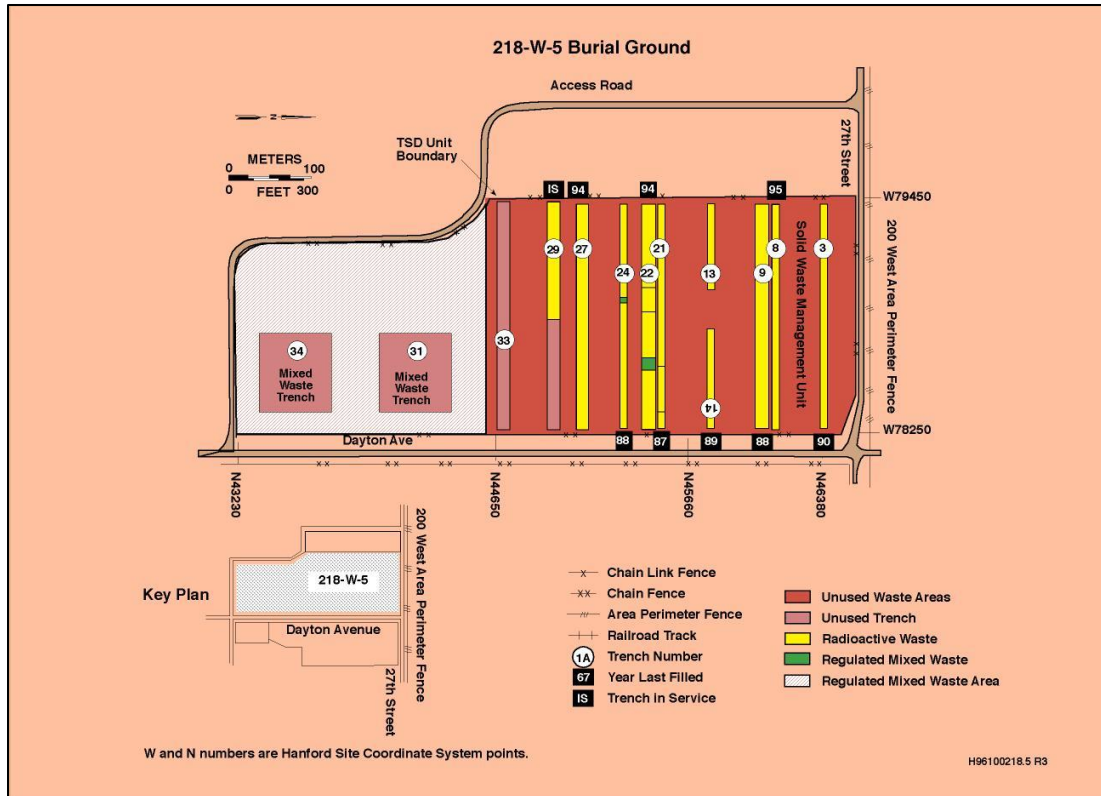 218-W-5 Burial Ground
Access Road
N
27th Street
TSD Unit
Boundary
METERS
0 100
0 300
FEET
IS 94 94 95
W79450
29 27 21 8 3
24 22 13 9
Solid Waste Management Unit
200 West Area Perimeter Fence
33
34
Mixed
Waste
Trench
31
Mixed
Waste
Trench
14
W78250
Dayton Ave
88 87 89 88 90
N43230
N44650
N45660
N46380
Key Plan
218-W-5
200 West Area Perimeter Fence
Dayton Avenue
27th Street
Chain Link Fence
Chain Fence
Area Perimeter Fence
Railroad Track
1A Trench Number
67 Year Last Filled
IS Trench in Service
Unused Waste Areas
Unused Trench
Radioactive Waste
Regulated Mixed Waste
Regulated Mixed Waste Area
W and N numbers are Hanford Site Coordinate System points.
H96100218.5 R3